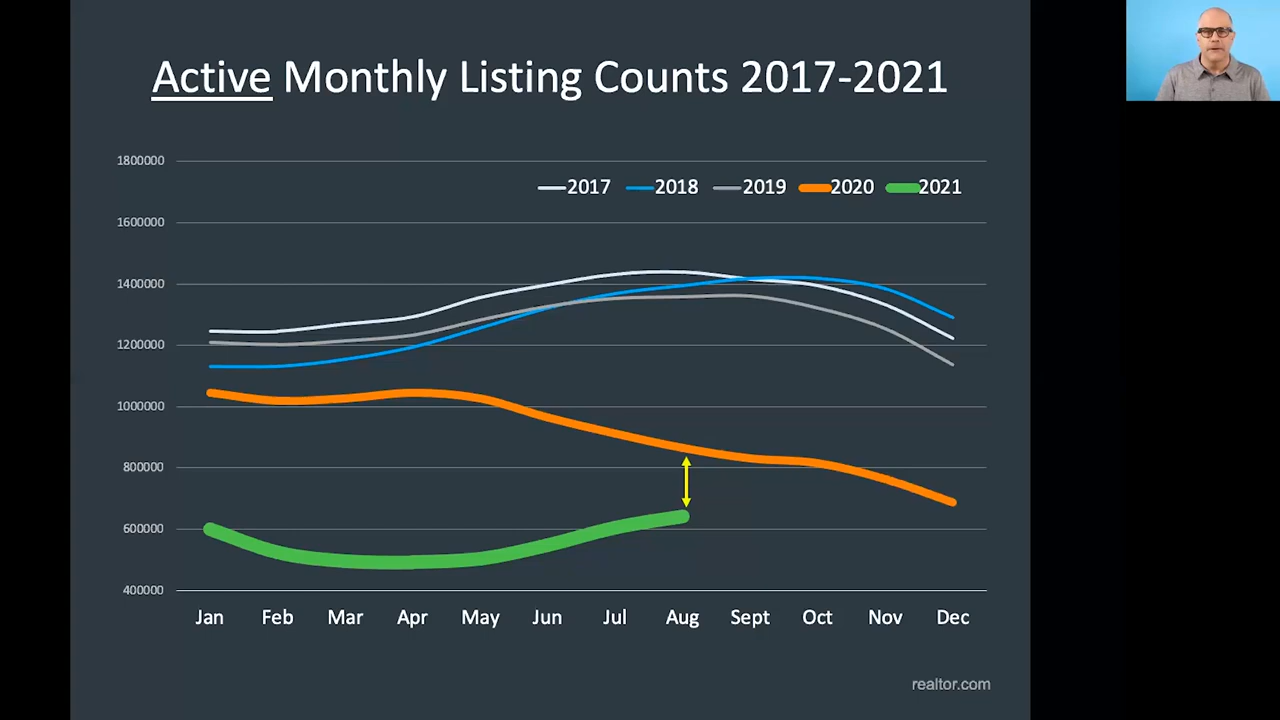 Active Monthly Listing Counts 2017-2021
1800000
2017 2018 2019 2020 2021
1600000
1400000
1200000
1000000
800000
600000
400000
Jan Feb Mar Apr May Jun Jul Aug Sept Oct Nov Dec
realtor.com